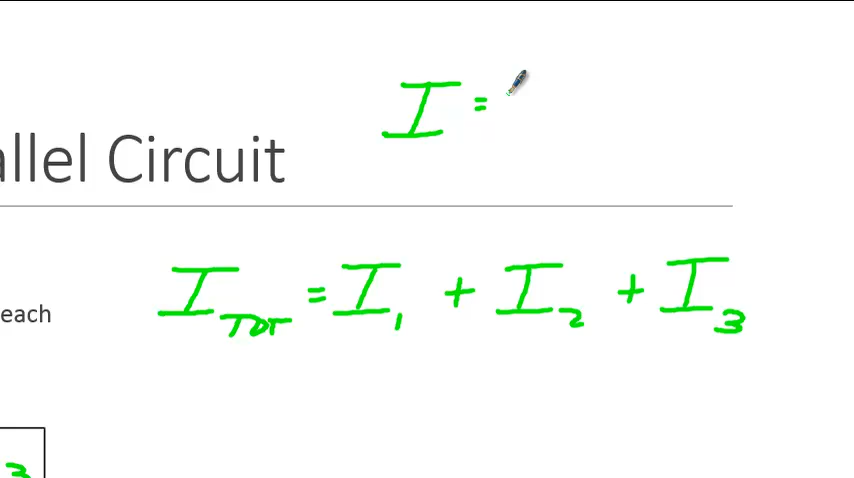 I =
allel Circuit
I_TOT = I_1 + I_2 + I_3
each
3